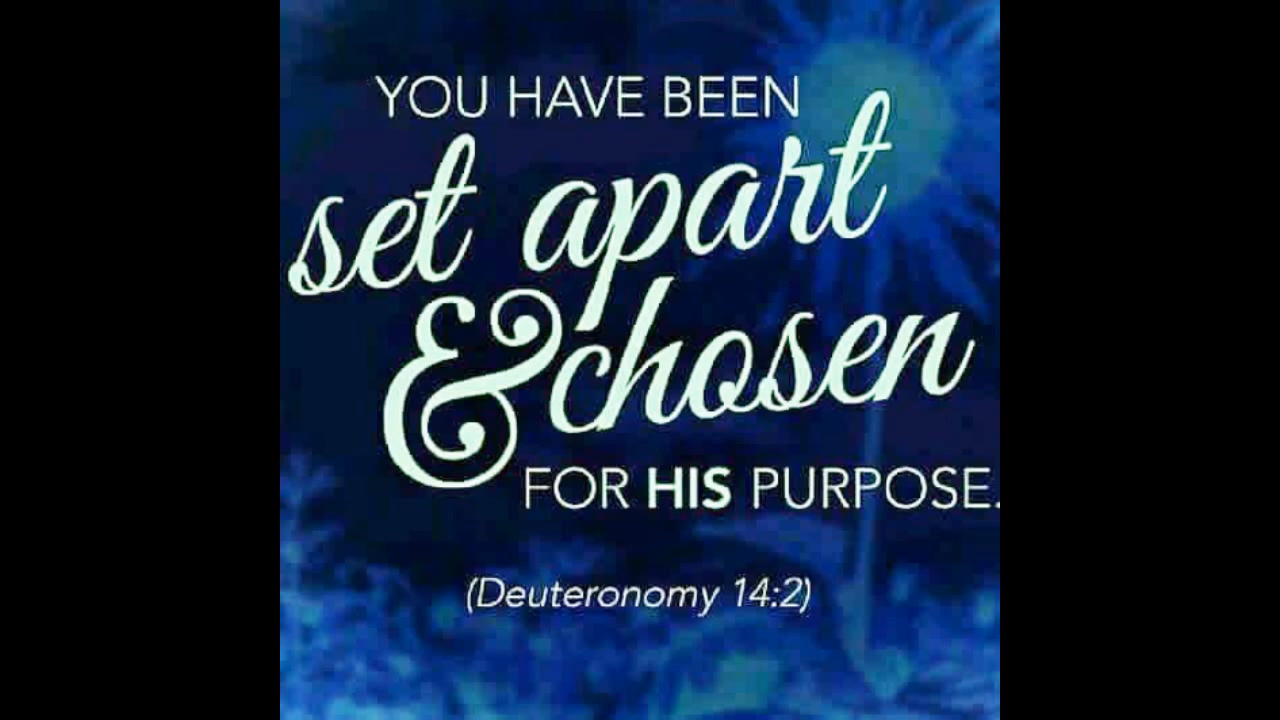 YOU HAVE BEEN
set apart
& chosen
FOR HIS PURPOSE.
(Deuteronomy 14:2)